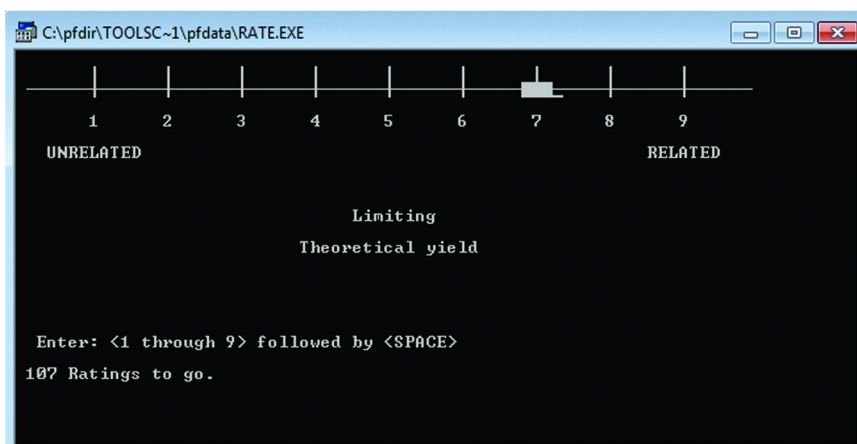 C:\pfdir\TOOLSC~1\pfdata\RATE.EXE
1 2 3 4 5 6 7 8 9
UNRELATED RELATED
Limiting
Theoretical yield
Enter: <1 through 9> followed by <SPACE>
107 Ratings to go.